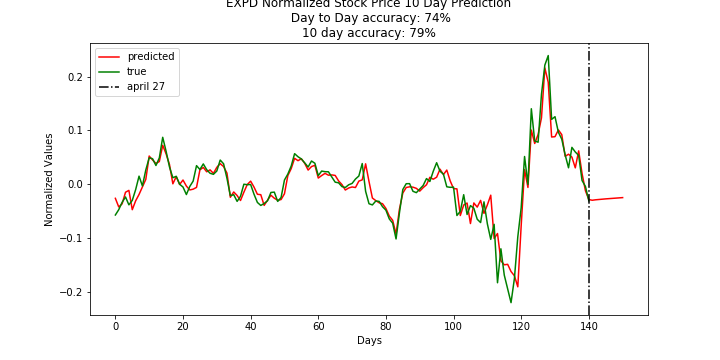 EXPD Normalized Stock Price 10 Day Prediction
Day to Day accuracy: 74%
10 day accuracy: 79%
predicted
true
april 27
Normalized Values
0.2
0.1
0.0
−0.1
−0.2
0 20 40 60 80 100 120 140
Days